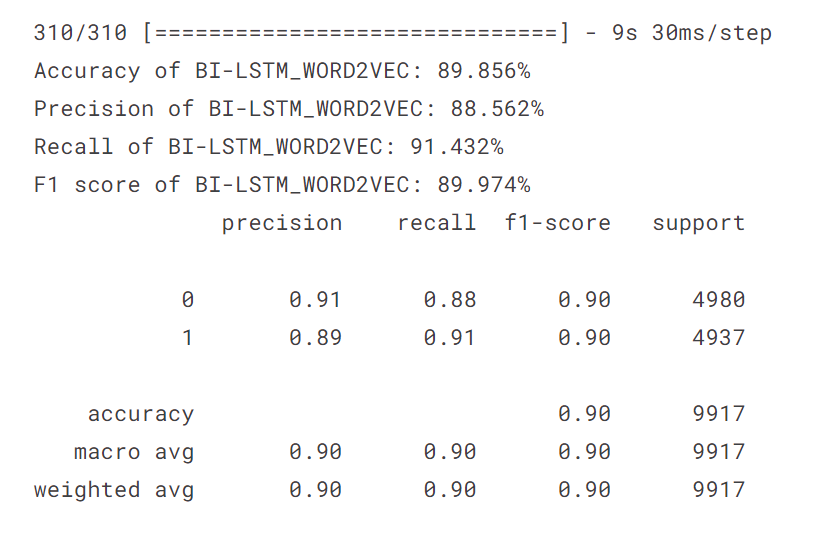 310/310 [==============================] - 9s 30ms/step
Accuracy of BI-LSTM_WORD2VEC: 89.856%
Precision of BI-LSTM_WORD2VEC: 88.562%
Recall of BI-LSTM_WORD2VEC: 91.432%
F1 score of BI-LSTM_WORD2VEC: 89.974%
precision recall f1-score support
0 0.91 0.88 0.90 4980
1 0.89 0.91 0.90 4937
accuracy 0.90 9917
macro avg 0.90 0.90 0.90 9917
weighted avg 0.90 0.90 0.90 9917